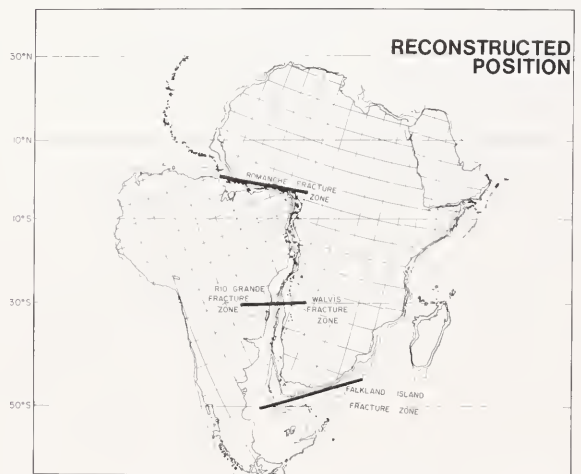 RECONSTRUCTED
POSITION
30°N
10°N
ROMANCHE FRACTURE
ZONE
10°S
RIO GRANDE
FRACTURE
ZONE
WALVIS
FRACTURE
ZONE
30°S
FALKLAND ISLAND
FRACTURE ZONE
50°S